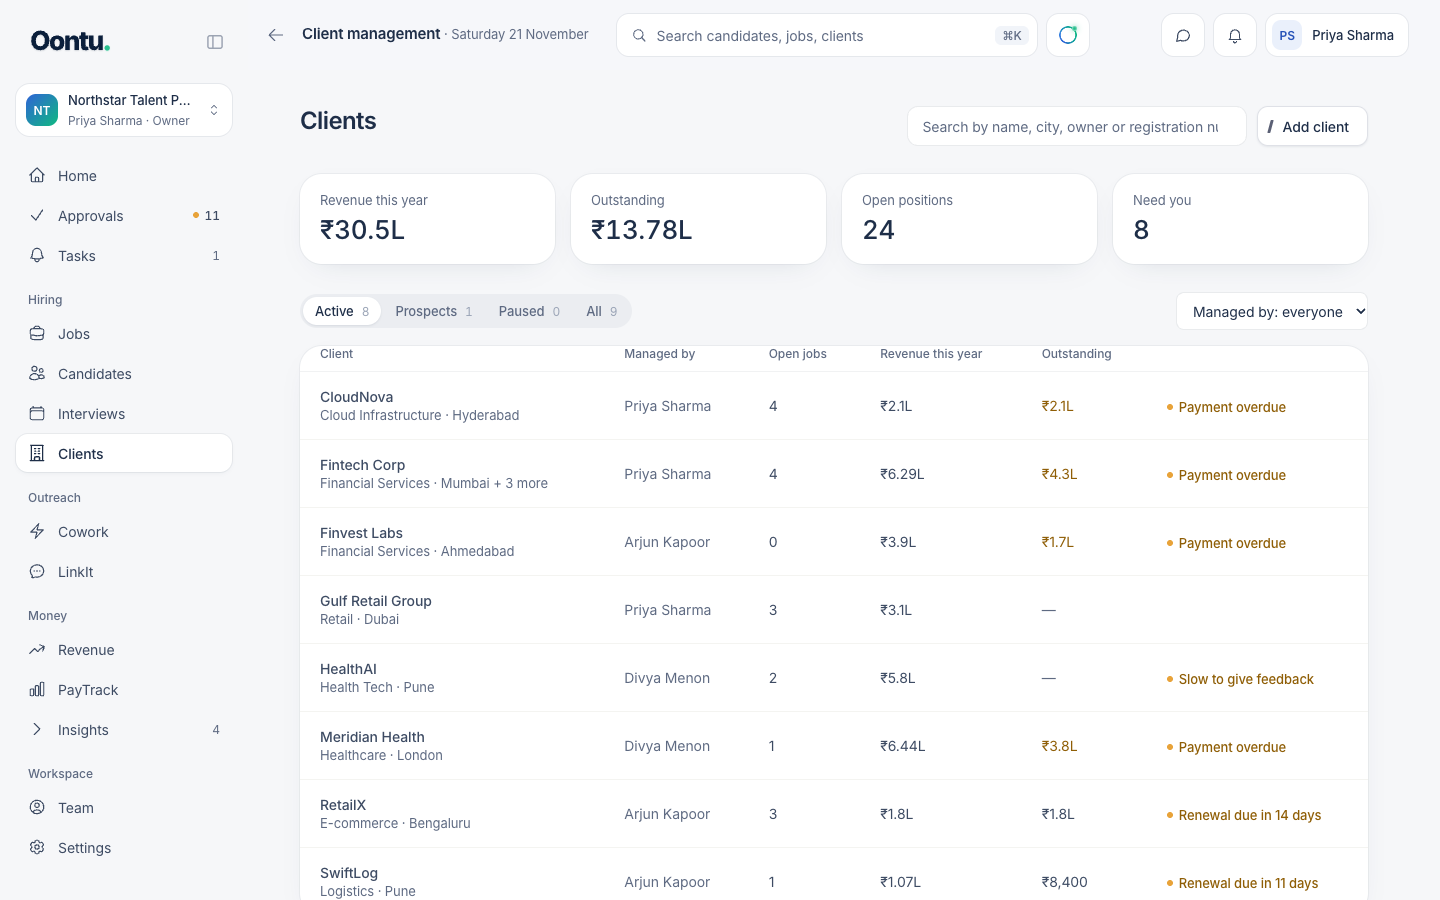 Oontu.
Client management · Saturday 21 November
Search candidates, jobs, clients
⌘K
PS
Priya Sharma
NT
Northstar Talent P...
Priya Sharma · Owner
Home
Approvals 11
Tasks 1
Hiring
Jobs
Candidates
Interviews
Clients
Outreach
Cowork
LinkIt
Money
Revenue
PayTrack
Insights 4
Workspace
Team
Settings
Clients
Search by name, city, owner or registration nu
Add client
Revenue this year
₹30.5L
Outstanding
₹13.78L
Open positions
24
Need you
8
Active 8 Prospects 1 Paused 0 All 9
Managed by: everyone
Client Managed by Open jobs Revenue this year Outstanding
CloudNova
Cloud Infrastructure · Hyderabad
Priya Sharma 4 ₹2.1L ₹2.1L Payment overdue
Fintech Corp
Financial Services · Mumbai + 3 more
Priya Sharma 4 ₹6.29L ₹4.3L Payment overdue
Finvest Labs
Financial Services · Ahmedabad
Arjun Kapoor 0 ₹3.9L ₹1.7L Payment overdue
Gulf Retail Group
Retail · Dubai
Priya Sharma 3 ₹3.1L —
HealthAI
Health Tech · Pune
Divya Menon 2 ₹5.8L — Slow to give feedback
Meridian Health
Healthcare · London
Divya Menon 1 ₹6.44L ₹3.8L Payment overdue
RetailX
E-commerce · Bengaluru
Arjun Kapoor 3 ₹1.8L ₹1.8L Renewal due in 14 days
SwiftLog
Logistics · Pune
Arjun Kapoor 1 ₹1.07L ₹8,400 Renewal due in 11 days